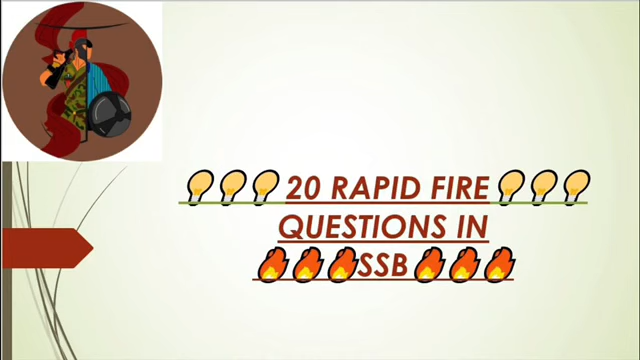 💡💡💡20 RAPID FIRE💡💡💡
QUESTIONS IN
🔥🔥🔥SSB🔥🔥🔥